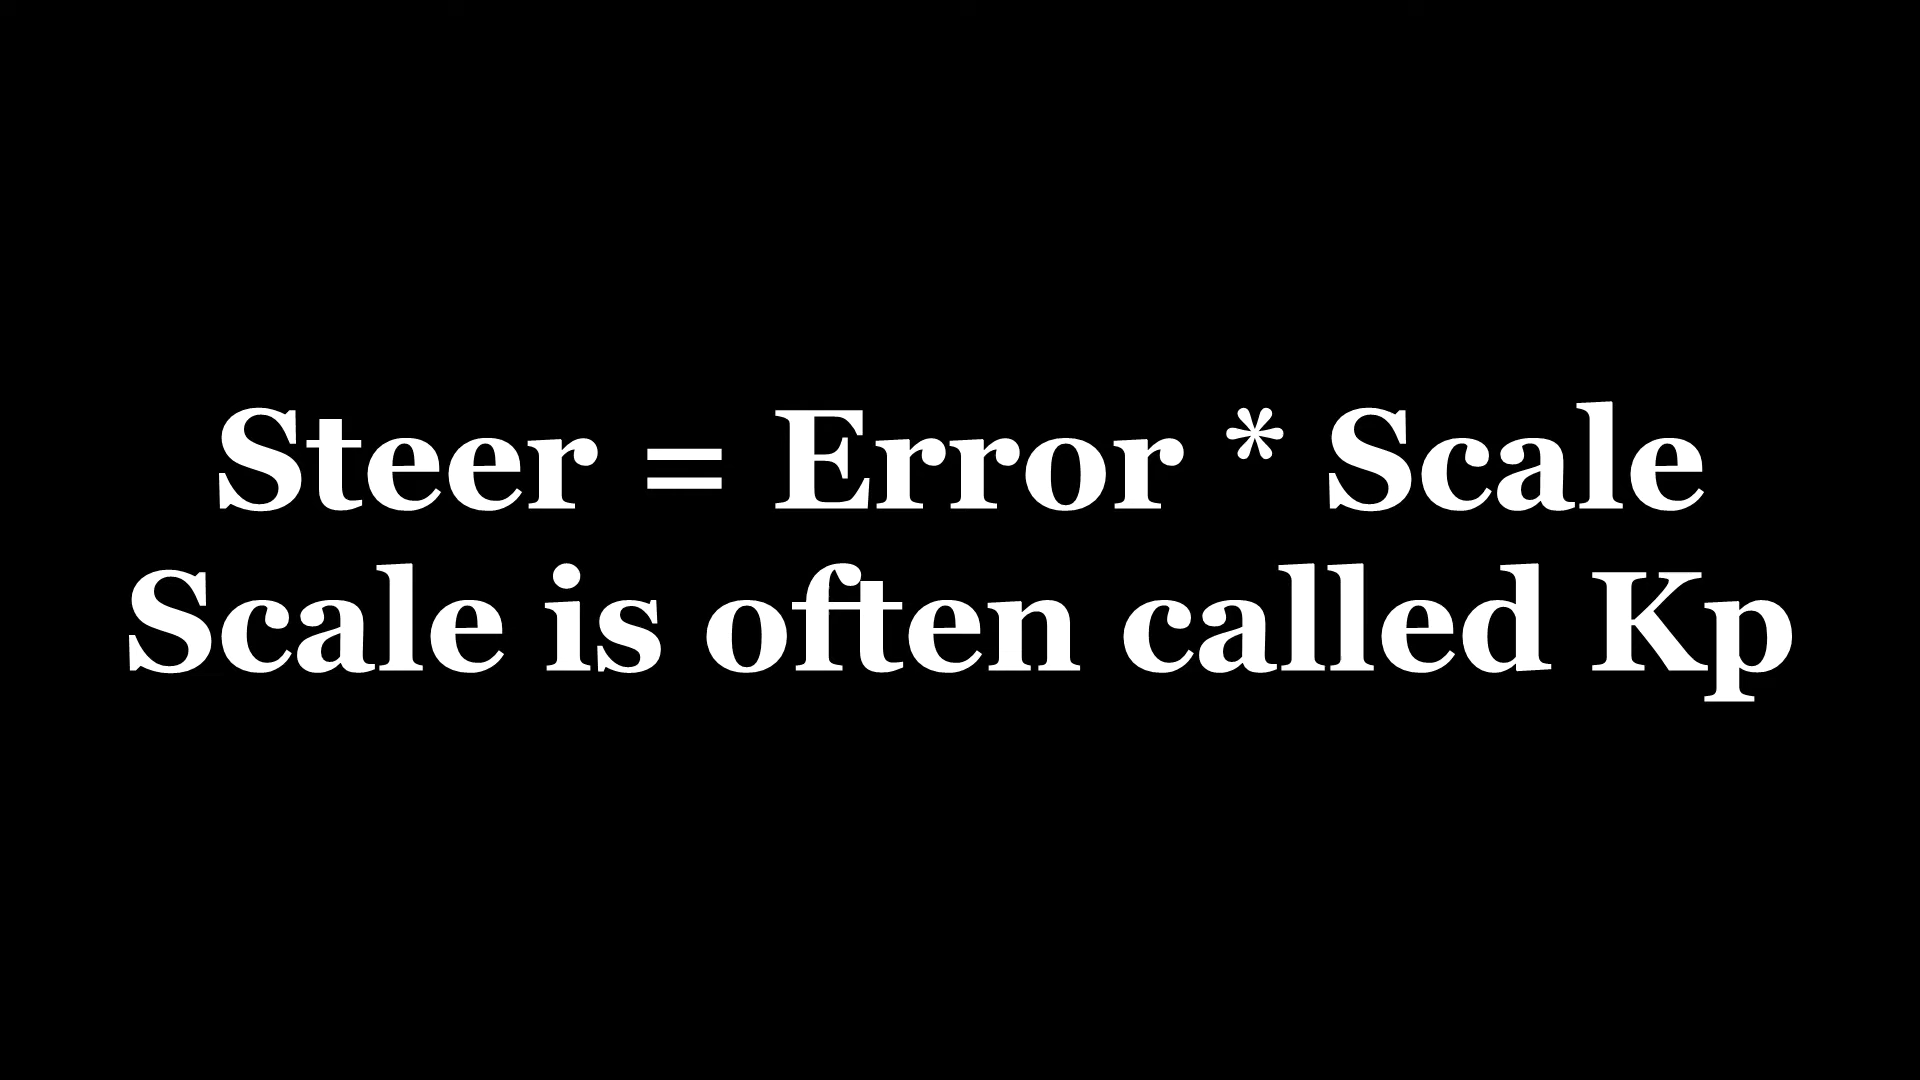 Steer = Error * Scale
Scale is often called Kp